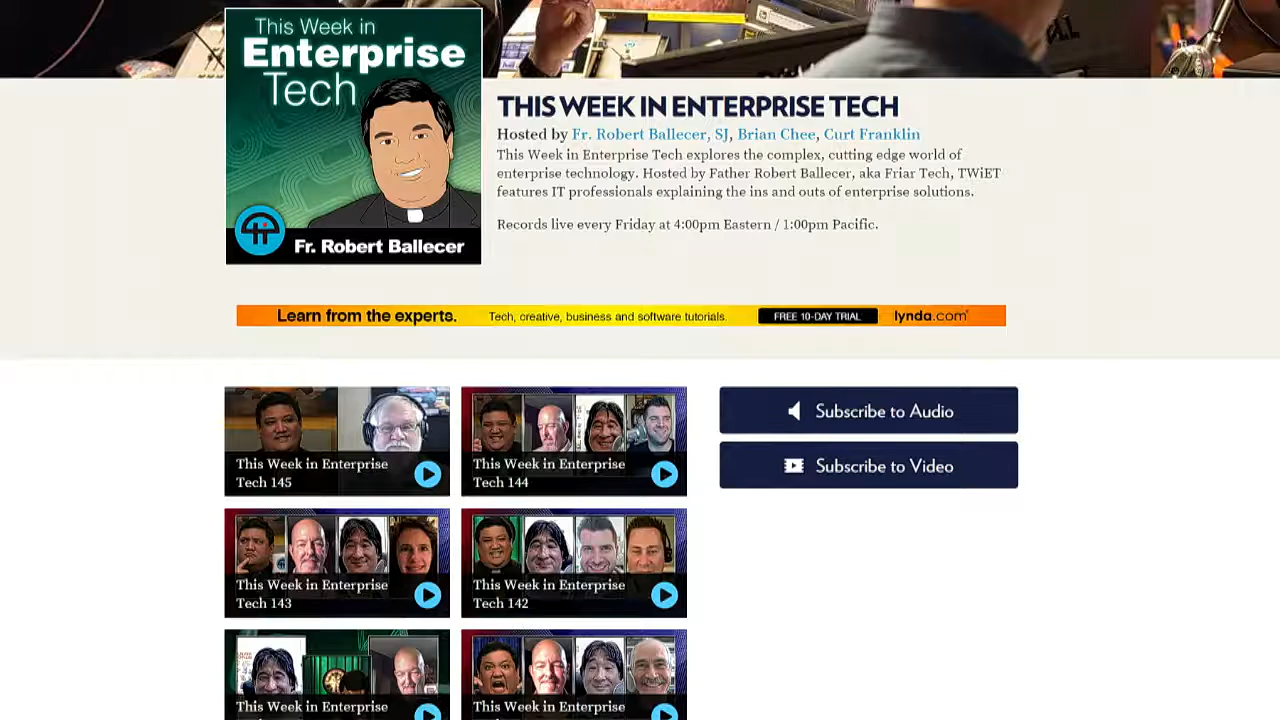 This Week in
Enterprise
Tech
Fr. Robert Ballecer
THIS WEEK IN ENTERPRISE TECH
Hosted by Fr. Robert Ballecer, SJ, Brian Chee, Curt Franklin
This Week in Enterprise Tech explores the complex, cutting edge world of
enterprise technology. Hosted by Father Robert Ballecer, aka Friar Tech, TWiET
features IT professionals explaining the ins and outs of enterprise solutions.
Records live every Friday at 4:00pm Eastern / 1:00pm Pacific.
Learn from the experts. Tech, creative, business and software tutorials. FREE 10-DAY TRIAL lynda.com
This Week in Enterprise
Tech 145
This Week in Enterprise
Tech 144
Subscribe to Audio
Subscribe to Video
This Week in Enterprise
Tech 143
This Week in Enterprise
Tech 142
This Week in Enterprise
This Week in Enterprise